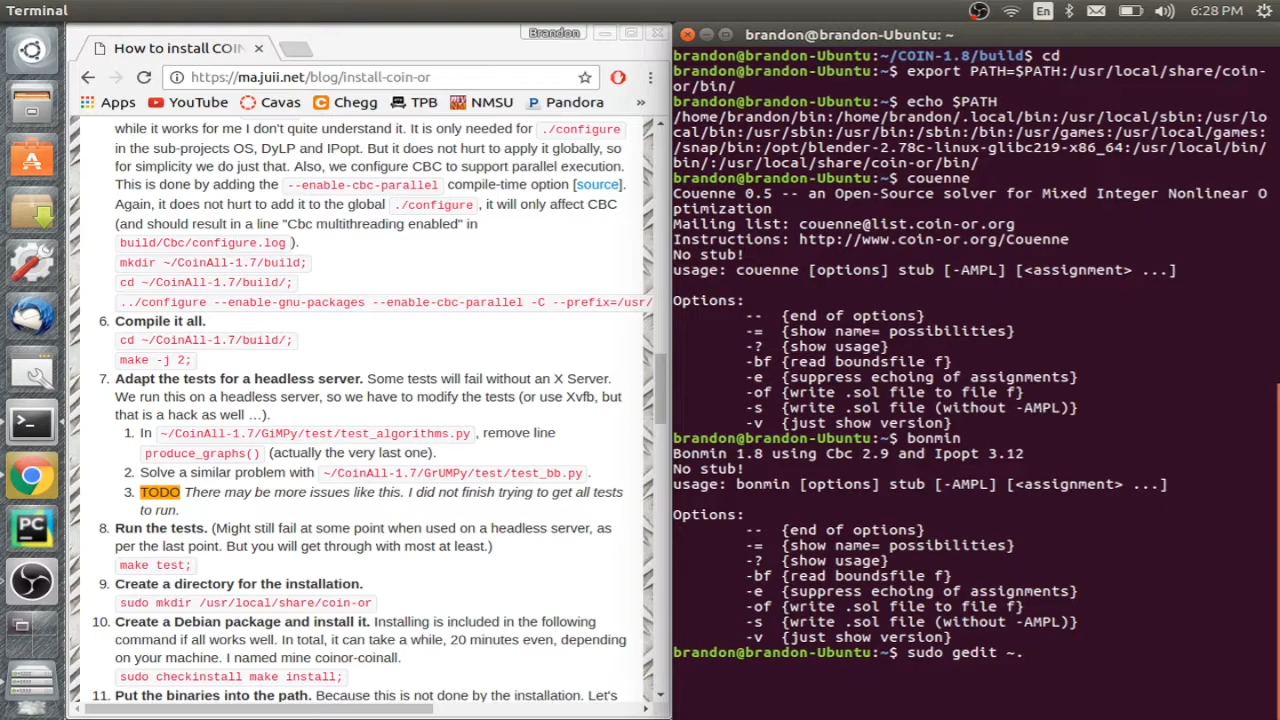 Terminal
En
6:28 PM
How to install COIN
Brandon
https://ma.juii.net/blog/install-coin-or
Apps YouTube Cavas Chegg TPB NMSU Pandora »
while it works for me I don't quite understand it. It is only needed for ./configure
in the sub-projects OS, DyLP and IPopt. But it does not hurt to apply it globally, so
for simplicity we do just that. Also, we configure CBC to support parallel execution.
This is done by adding the --enable-cbc-parallel compile-time option [source].
Again, it does not hurt to add it to the global ./configure, it will only affect CBC
(and should result in a line "Cbc multithreading enabled" in
build/Cbc/configure.log ).
mkdir ~/CoinAll-1.7/build;
cd ~/CoinAll-1.7/build/;
../configure --enable-gnu-packages --enable-cbc-parallel -C --prefix=/usr/
6. Compile it all.
cd ~/CoinAll-1.7/build/;
make -j 2;
7. Adapt the tests for a headless server. Some tests will fail without an X Server.
We run this on a headless server, so we have to modify the tests (or use Xvfb, but
that is a hack as well …).
1. In ~/CoinAll-1.7/GiMPy/test/test_algorithms.py, remove line
produce_graphs() (actually the very last one).
2. Solve a similar problem with ~/CoinAll-1.7/GrUMPy/test/test_bb.py.
3. TODO There may be more issues like this. I did not finish trying to get all tests
to run.
8. Run the tests. (Might still fail at some point when used on a headless server, as
per the last point. But you will get through with most at least.)
make test;
9. Create a directory for the installation.
sudo mkdir /usr/local/share/coin-or
10. Create a Debian package and install it. Installing is included in the following
command if all works well. In total, it can take a while, 20 minutes even, depending
on your machine. I named mine coinor-coinall.
sudo checkinstall make install;
11. Put the binaries into the path. Because this is not done by the installation. Let's
brandon@brandon-Ubuntu: ~
brandon@brandon-Ubuntu:~/COIN-1.8/build$ cd
brandon@brandon-Ubuntu:~$ export PATH=$PATH:/usr/local/share/coin-
or/bin/
brandon@brandon-Ubuntu:~$ echo $PATH
/home/brandon/bin:/home/brandon/.local/bin:/usr/local/sbin:/usr/lo
cal/bin:/usr/sbin:/usr/bin:/sbin:/bin:/usr/games:/usr/local/games:
/snap/bin:/opt/blender-2.78c-linux-glibc219-x86_64:/usr/local/bin/
bin/:/usr/local/share/coin-or/bin/
brandon@brandon-Ubuntu:~$ couenne
Couenne 0.5 -- an Open-Source solver for Mixed Integer Nonlinear O
ptimization
Mailing list: couenne@list.coin-or.org
Instructions: http://www.coin-or.org/Couenne
No stub!
usage: couenne [options] stub [-AMPL] [<assignment> ...]
Options:
-- {end of options}
-= {show name= possibilities}
-? {show usage}
-bf {read boundsfile f}
-e {suppress echoing of assignments}
-of {write .sol file to file f}
-s {write .sol file (without -AMPL)}
-v {just show version}
brandon@brandon-Ubuntu:~$ bonmin
Bonmin 1.8 using Cbc 2.9 and Ipopt 3.12
No stub!
usage: bonmin [options] stub [-AMPL] [<assignment> ...]
Options:
-- {end of options}
-= {show name= possibilities}
-? {show usage}
-bf {read boundsfile f}
-e {suppress echoing of assignments}
-of {write .sol file to file f}
-s {write .sol file (without -AMPL)}
-v {just show version}
brandon@brandon-Ubuntu:~$ sudo gedit ~.